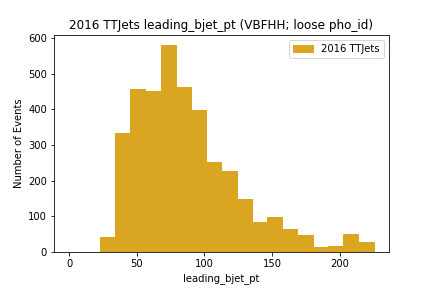 2016 TTJets leading_bjet_pt (VBFHH; loose pho_id)
2016 TTJets
Number of Events
600
500
400
300
200
100
0
0 50 100 150 200
leading_bjet_pt